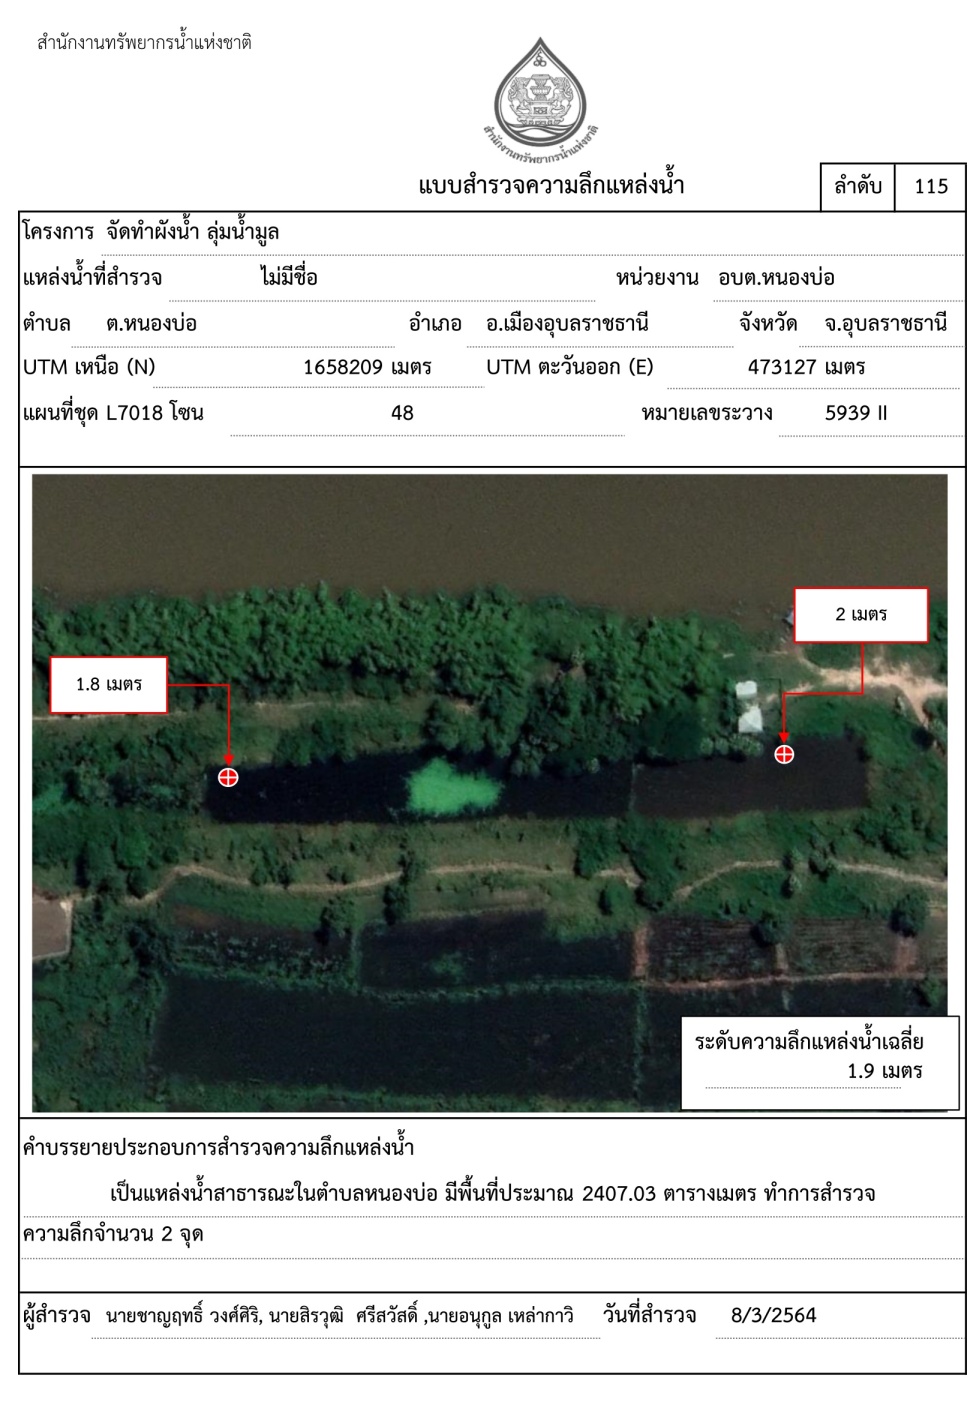 สำนักงานทรัพยากรน้ำแห่งชาติ
สำนักงานทรัพยากรน้ำแห่งชาติ
แบบสำรวจความลึกแหล่งน้ำ
ลำดับ 115
โครงการ จัดทำผังน้ำ ลุ่มน้ำมูล
แหล่งน้ำที่สำรวจ ไม่มีชื่อ หน่วยงาน อบต.หนองบ่อ
ตำบล ต.หนองบ่อ อำเภอ อ.เมืองอุบลราชธานี จังหวัด จ.อุบลราชธานี
UTM เหนือ (N) 1658209 เมตร UTM ตะวันออก (E) 473127 เมตร
แผนที่ชุด L7018 โซน 48 หมายเลขระวาง 5939 II
2 เมตร
1.8 เมตร
ระดับความลึกแหล่งน้ำเฉลี่ย
1.9 เมตร
คำบรรยายประกอบการสำรวจความลึกแหล่งน้ำ
เป็นแหล่งน้ำสาธารณะในตำบลหนองบ่อ มีพื้นที่ประมาณ 2407.03 ตารางเมตร ทำการสำรวจ
ความลึกจำนวน 2 จุด
ผู้สำรวจ นายชาญฤทธิ์ วงศ์ศิริ, นายสิรวุฒิ ศรีสวัสดิ์ ,นายอนุกูล เหล่ากาวิ วันที่สำรวจ 8/3/2564